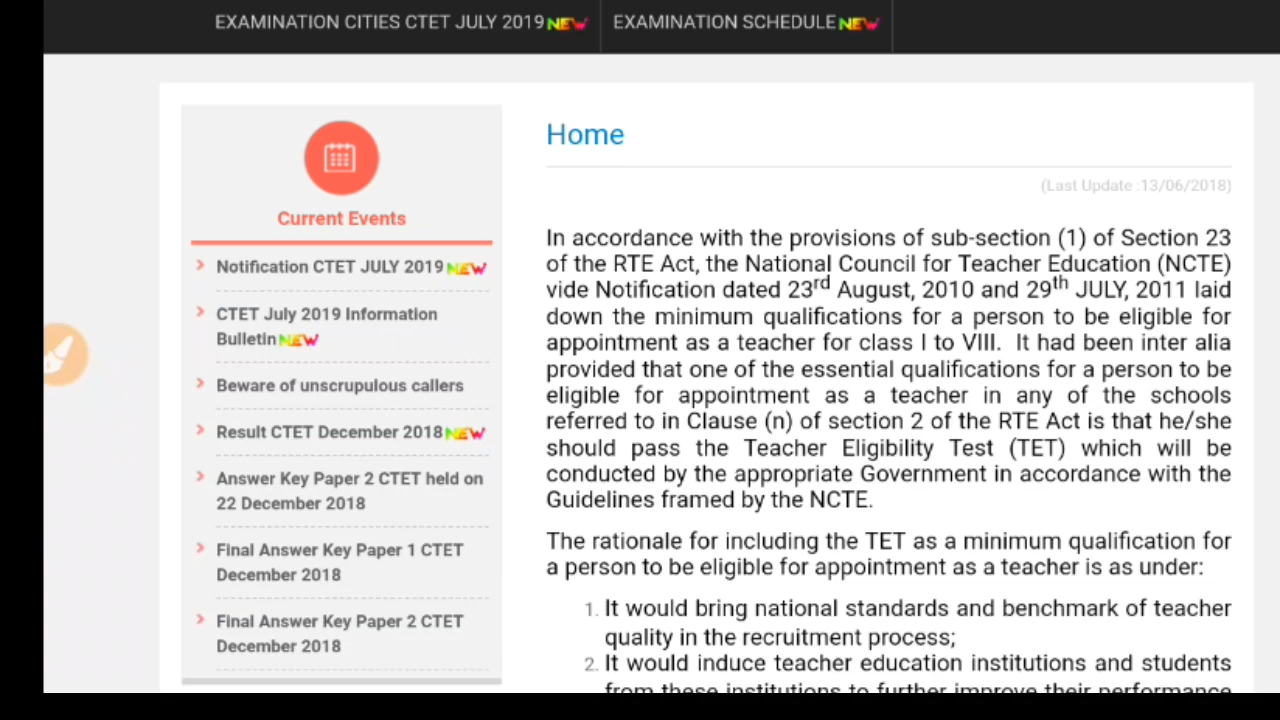 EXAMINATION CITIES CTET JULY 2019 NEW
EXAMINATION SCHEDULE NEW
Current Events
Notification CTET JULY 2019 NEW
CTET July 2019 Information
Bulletin NEW
Beware of unscrupulous callers
Result CTET December 2018 NEW
Answer Key Paper 2 CTET held on
22 December 2018
Final Answer Key Paper 1 CTET
December 2018
Final Answer Key Paper 2 CTET
December 2018
Home
(Last Update :13/06/2018)
In accordance with the provisions of sub-section (1) of Section 23
of the RTE Act, the National Council for Teacher Education (NCTE)
vide Notification dated 23rd August, 2010 and 29th JULY, 2011 laid
down the minimum qualifications for a person to be eligible for
appointment as a teacher for class I to VIII. It had been inter alia
provided that one of the essential qualifications for a person to be
eligible for appointment as a teacher in any of the schools
referred to in Clause (n) of section 2 of the RTE Act is that he/she
should pass the Teacher Eligibility Test (TET) which will be
conducted by the appropriate Government in accordance with the
Guidelines framed by the NCTE.
The rationale for including the TET as a minimum qualification for
a person to be eligible for appointment as a teacher is as under:
1. It would bring national standards and benchmark of teacher
quality in the recruitment process;
2. It would induce teacher education institutions and students
from these institutions to further improve their performance